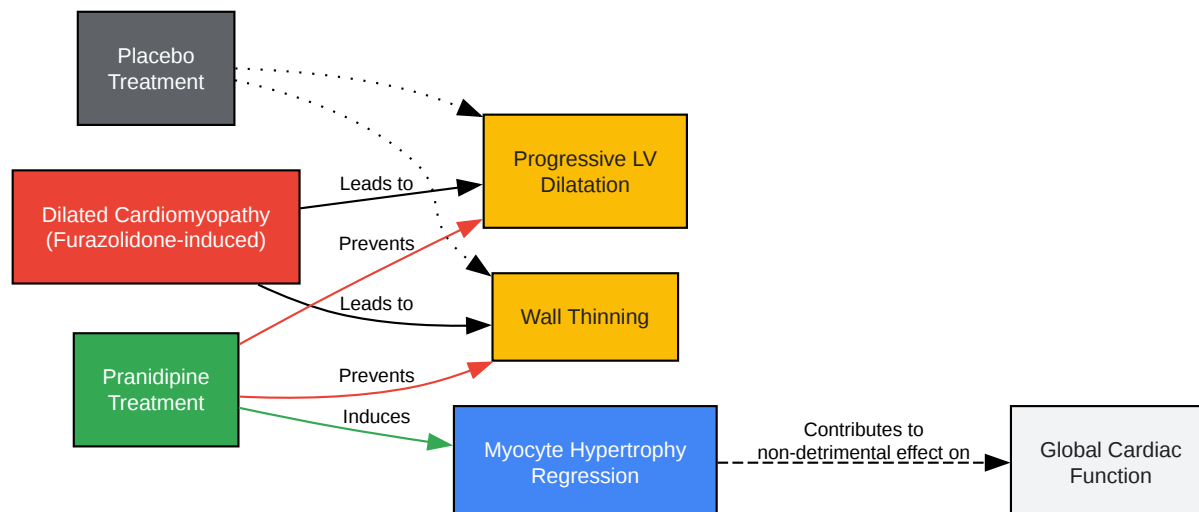 Placebo
Treatment
Progressive LV
Dilatation
Leads to
Dilated Cardiomyopathy
(Furazolidone-induced)
Prevents
Leads to
Wall Thinning
Pranidipine
Treatment
Prevents
Induces
Myocyte Hypertrophy
Regression
Contributes to
non-detrimental effect on
Global Cardiac
Function